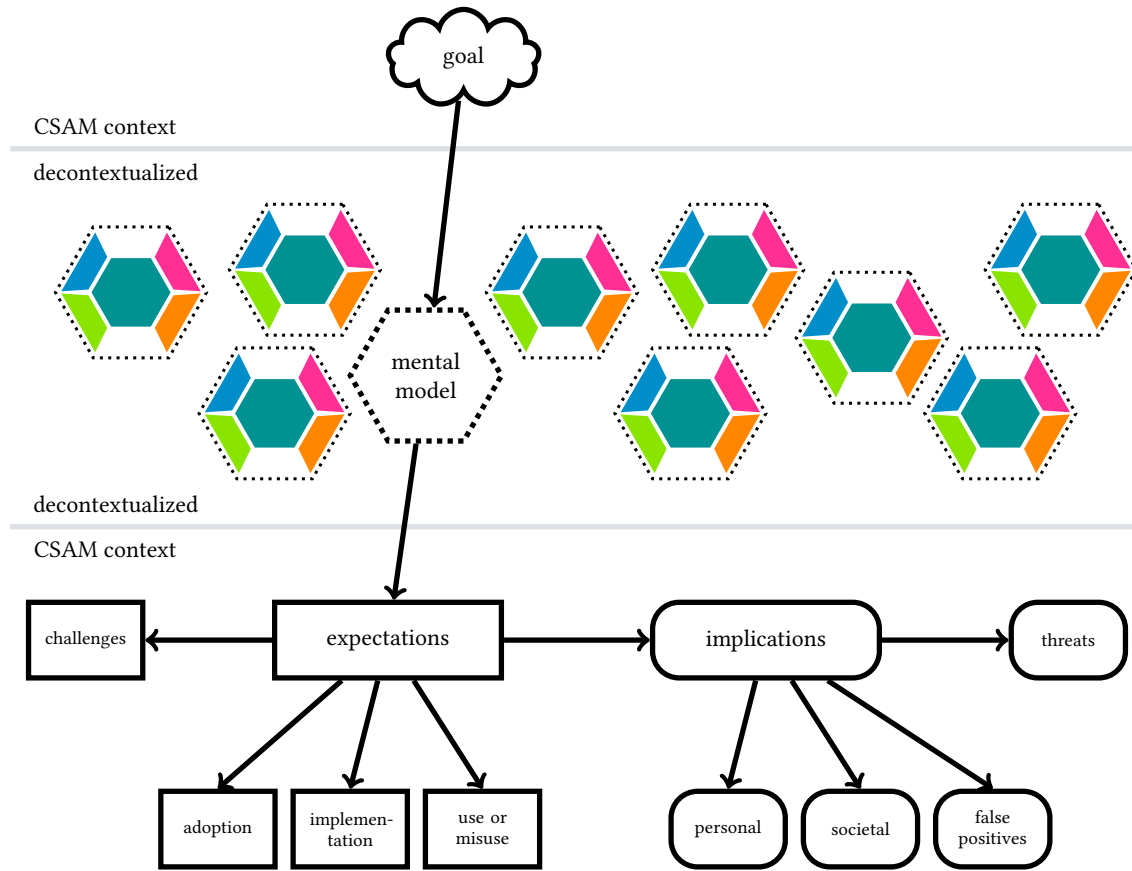 goal
CSAM context
decontextualized
mental
model
decontextualized
CSAM context
challenges
expectations
implications
threats
adoption
implemen-
tation
use or
misuse
personal
societal
false
positives